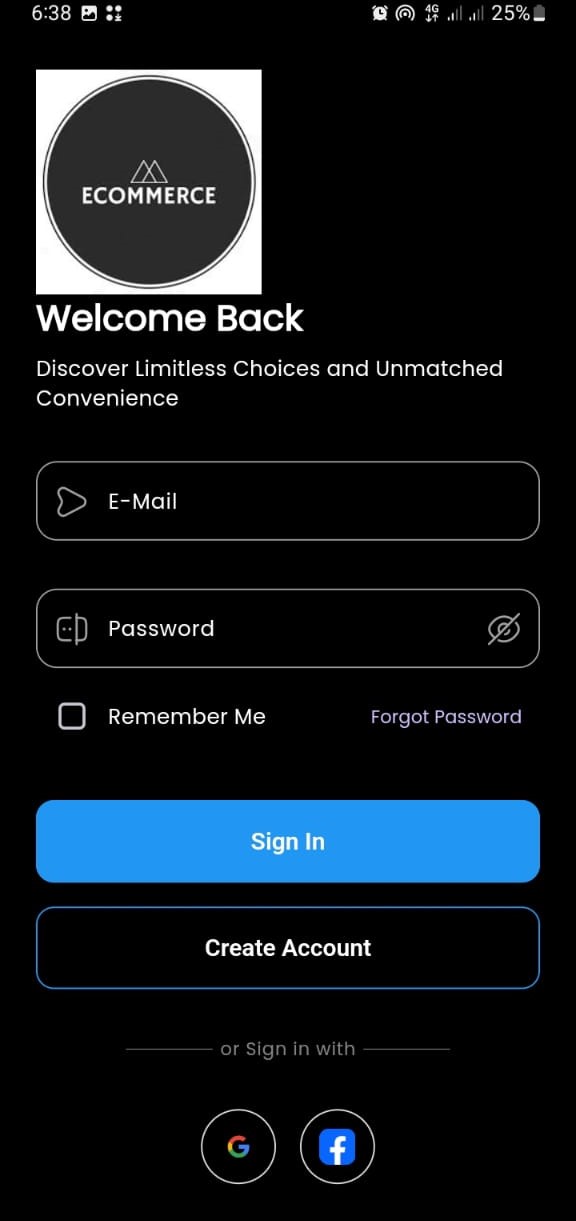 6:38 4G 25%
ECOMMERCE
Welcome Back
Discover Limitless Choices and Unmatched
Convenience
E-Mail
Password
Remember Me Forgot Password
Sign In
Create Account
or Sign in with